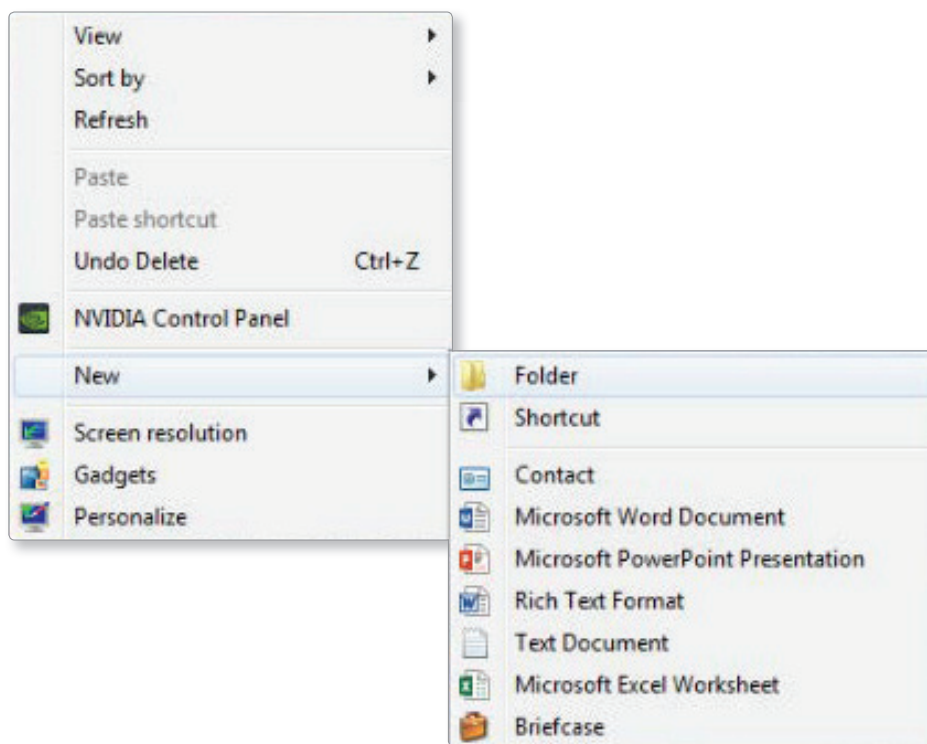 View
Sort by
Refresh
Paste
Paste shortcut
Undo Delete Ctrl+Z
NVIDIA Control Panel
New
Screen resolution
Gadgets
Personalize
Folder
Shortcut
Contact
Microsoft Word Document
Microsoft PowerPoint Presentation
Rich Text Format
Text Document
Microsoft Excel Worksheet
Briefcase